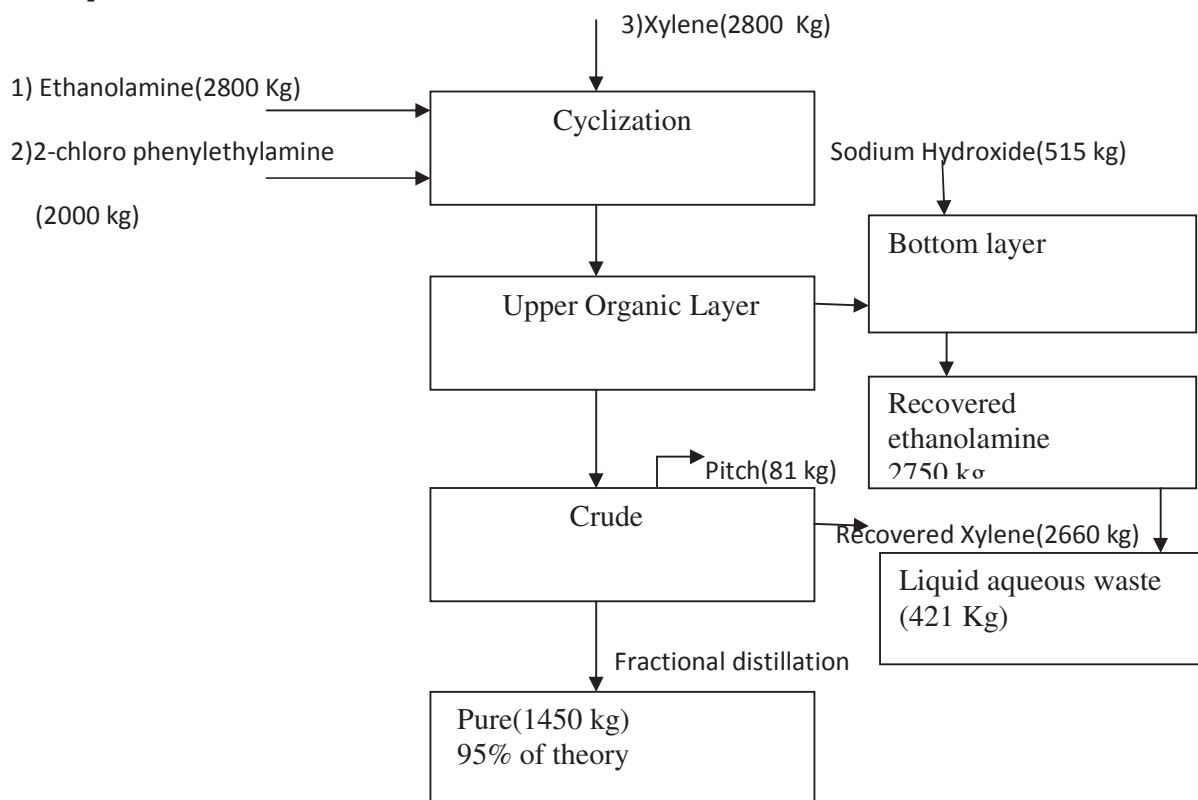 3)Xylene(2800 Kg)
1) Ethanolamine(2800 Kg)
Cyclization
2)2-chloro phenylethylamine
(2000 kg)
Sodium Hydroxide(515 kg)
Bottom layer
Upper Organic Layer
Recovered
ethanolamine
2750 kg
Pitch(81 kg)
Crude
Recovered Xylene(2660 kg)
Liquid aqueous waste
(421 Kg)
Fractional distillation
Pure(1450 kg)
95% of theory